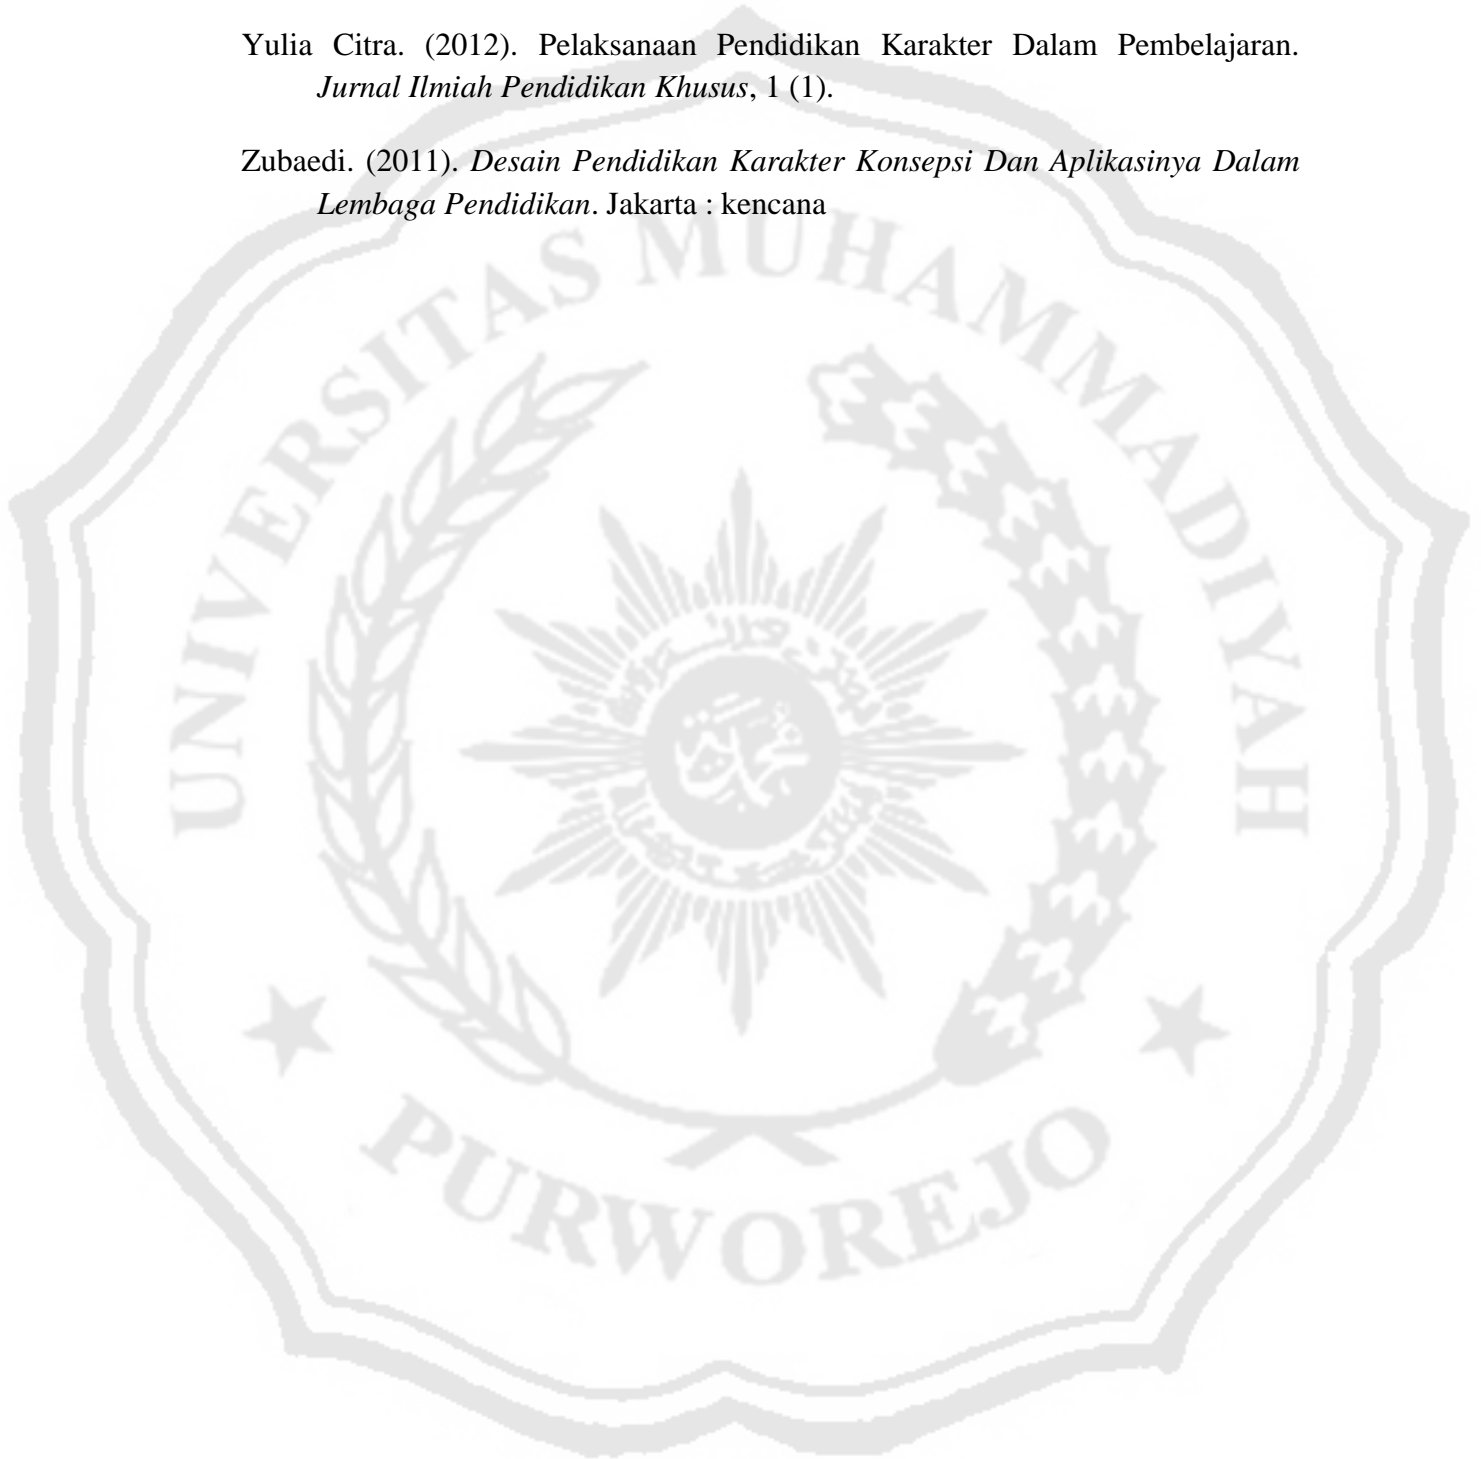 Yulia Citra. (2012). Pelaksanaan Pendidikan Karakter Dalam Pembelajaran.
Jurnal Ilmiah Pendidikan Khusus, 1 (1).
Zubaedi. (2011). Desain Pendidikan Karakter Konsepsi Dan Aplikasinya Dalam
Lembaga Pendidikan. Jakarta : kencana
UNIVERSITAS MUHAMMADIYAH
PURWOREJO